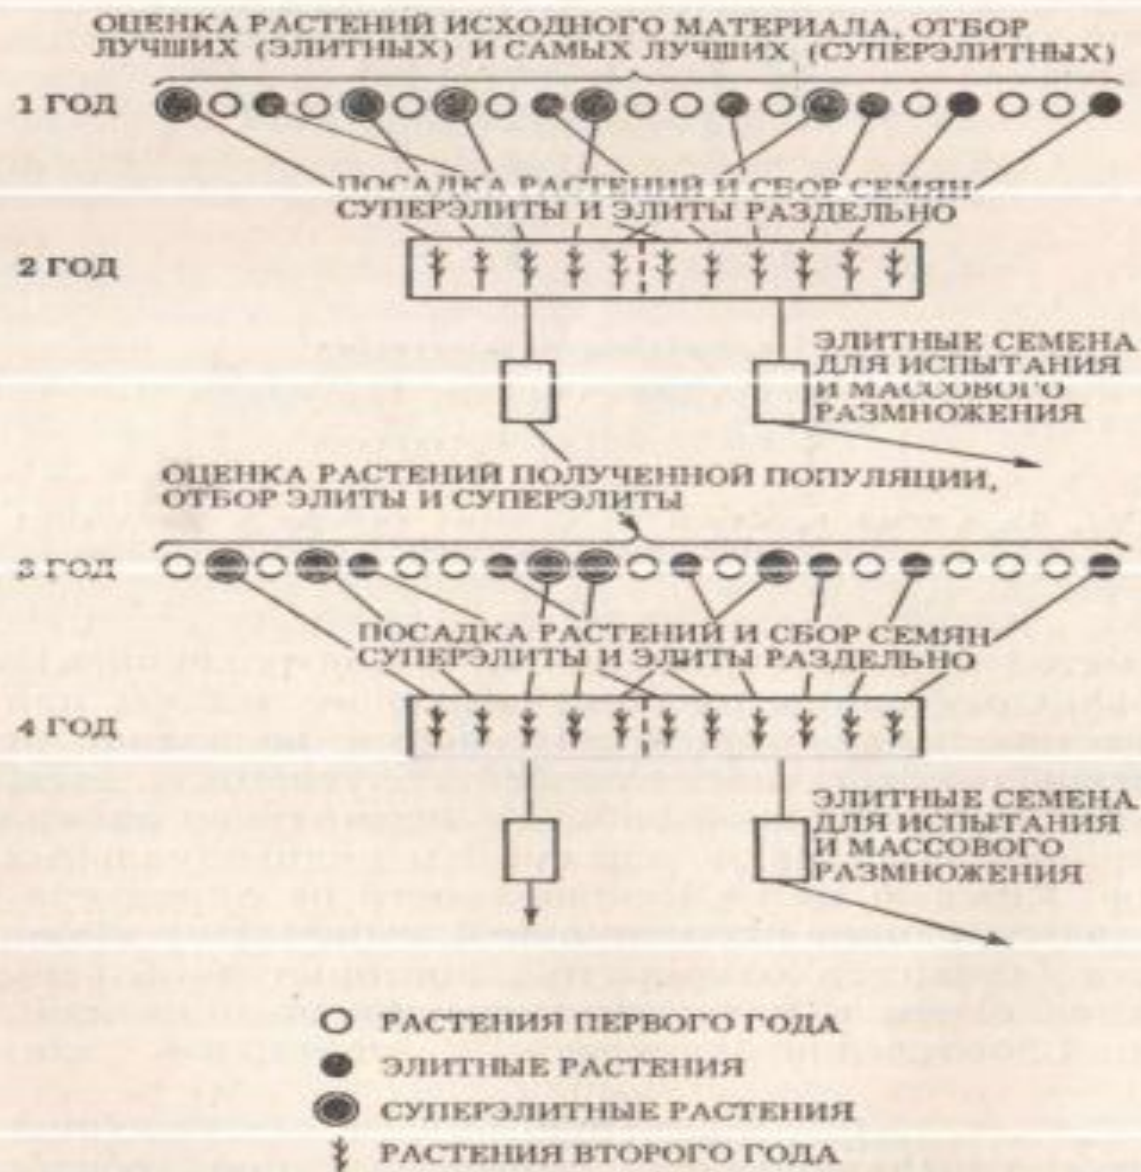 ОЦЕНКА РАСТЕНИЙ ИСХОДНОГО МАТЕРИАЛА, ОТБОР
ЛУЧШИХ (ЭЛИТНЫХ) И САМЫХ ЛУЧШИХ (СУПЕРЭЛИТНЫХ)
1 ГОД
ПОСАДКА РАСТЕНИЙ И СБОР СЕМЯН
СУПЕРЭЛИТЫ И ЭЛИТЫ РАЗДЕЛЬНО
2 ГОД
ЭЛИТНЫЕ СЕМЕНА
ДЛЯ ИСПЫТАНИЯ
И МАССОВОГО
РАЗМНОЖЕНИЯ
ОЦЕНКА РАСТЕНИЙ ПОЛУЧЕННОЙ ПОПУЛЯЦИИ,
ОТБОР ЭЛИТЫ И СУПЕРЭЛИТЫ
3 ГОД
ПОСАДКА РАСТЕНИЙ И СБОР СЕМЯН
СУПЕРЭЛИТЫ И ЭЛИТЫ РАЗДЕЛЬНО
4 ГОД
ЭЛИТНЫЕ СЕМЕНА
ДЛЯ ИСПЫТАНИЯ
И МАССОВОГО
РАЗМНОЖЕНИЯ
РАСТЕНИЯ ПЕРВОГО ГОДА
ЭЛИТНЫЕ РАСТЕНИЯ
СУПЕРЭЛИТНЫЕ РАСТЕНИЯ
РАСТЕНИЯ ВТОРОГО ГОДА